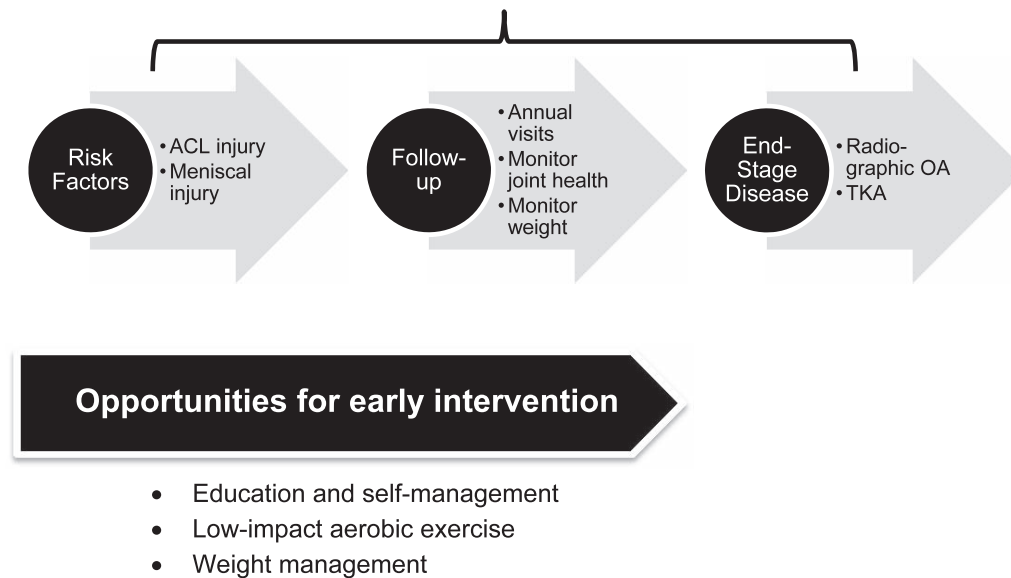 Risk
Factors
• ACL injury
• Meniscal
injury
Follow-
up
• Annual
visits
• Monitor
joint health
• Monitor
weight
End-
Stage
Disease
• Radio-
graphic OA
• TKA
Opportunities for early intervention
• Education and self-management
• Low-impact aerobic exercise
• Weight management